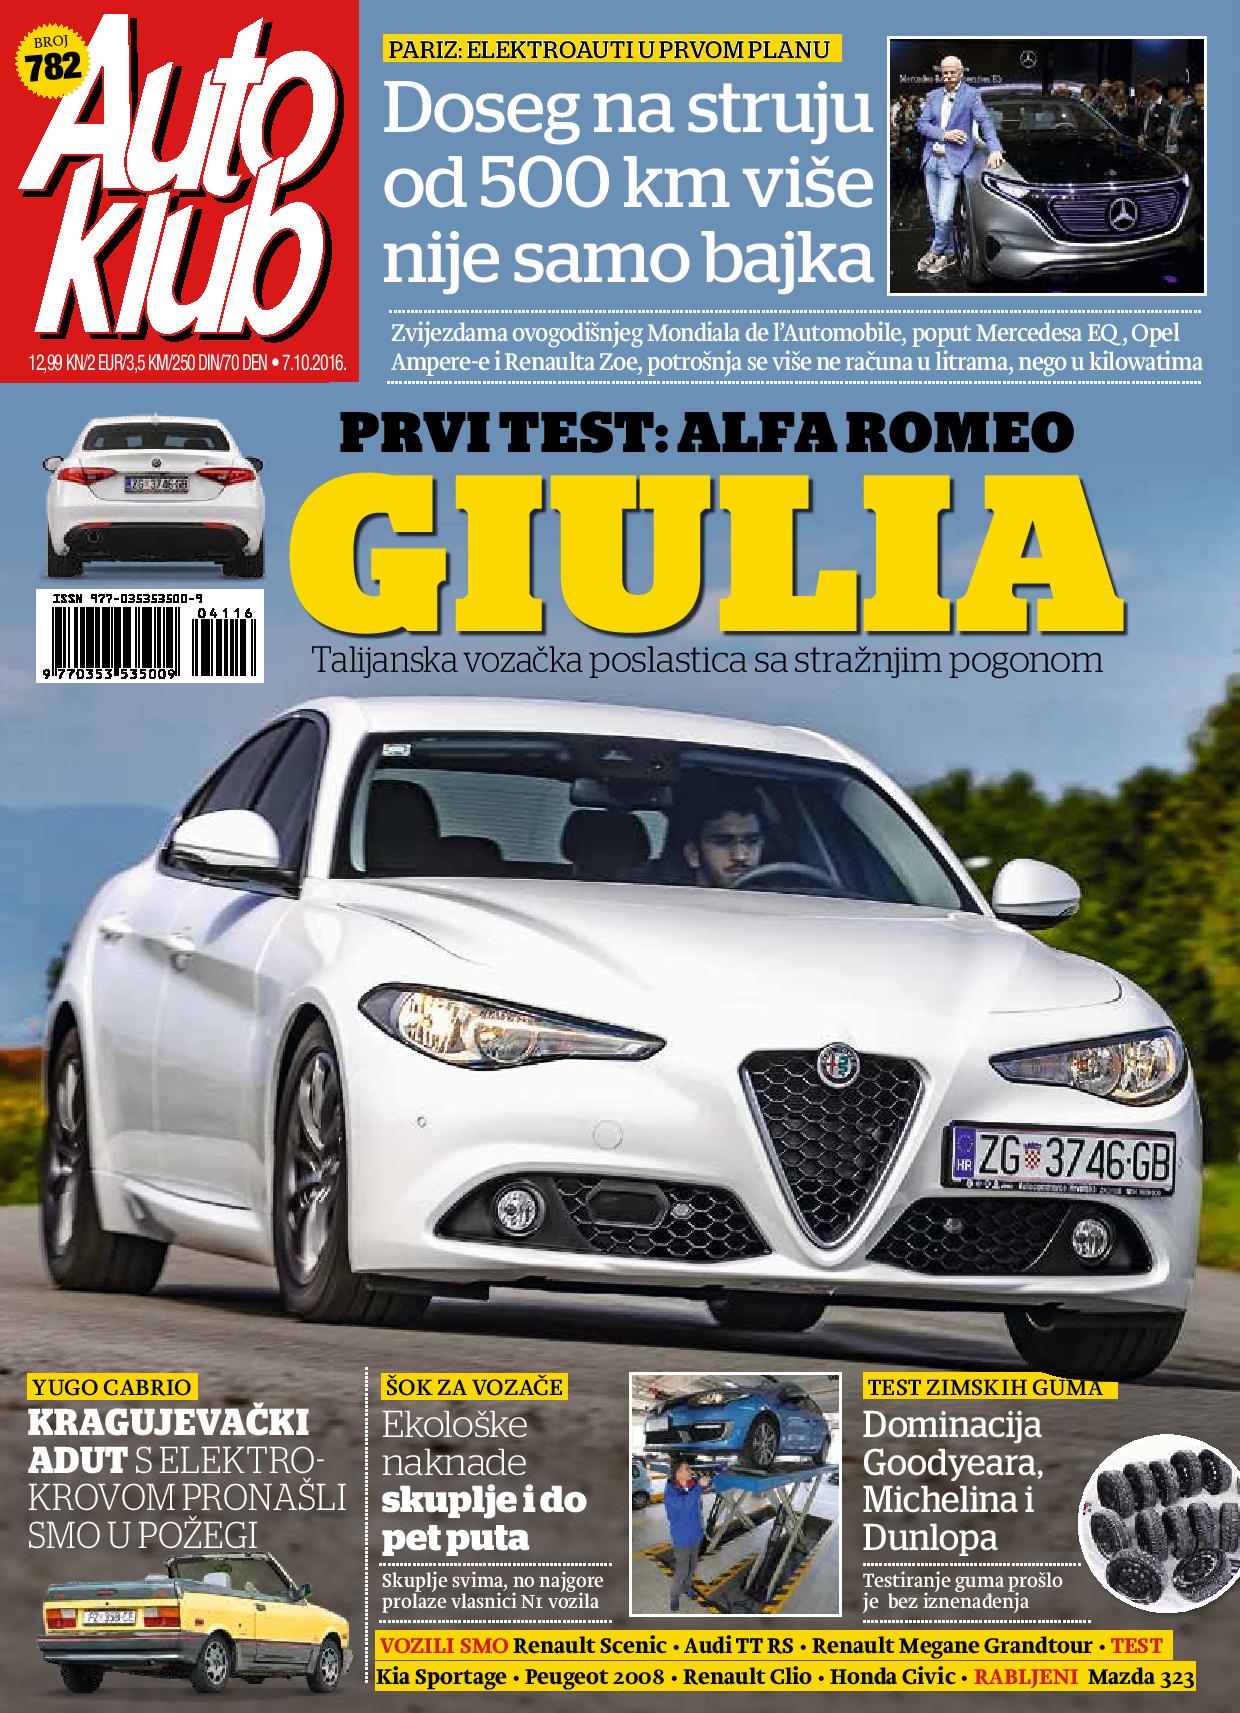 BROJ
782
Auto
klub
12,99 KN/2 EUR/3,5 KM/250 DIN/70 DEN • 7.10.2016.
PARIZ: ELEKTROAUTI U PRVOM PLANU
Doseg na struju
od 500 km više
nije samo bajka
Zvijezdama ovogodišnjeg Mondiala de l'Automobile, poput Mercedesa EQ, Opel
Ampere-e i Renaulta Zoe, potrošnja se više ne računa u litrama, nego u kilowatima
PRVI TEST: ALFA ROMEO
GIULIA
Talijanska vozačka poslastica sa stražnjim pogonom
ZG 3746-GB
ISSN 977-035353500-9
04116
9 770353 535009
HR ZG 3746-GB
YUGO CABRIO
KRAGUJEVAČKI
ADUT S ELEKTRO-
KROVOM PRONAŠLI
SMO U POŽEGI
ŠOK ZA VOZAČE
Ekološke
naknade
skuplje i do
pet puta
Skuplje svima, no najgore
prolaze vlasnici N1 vozila
TEST ZIMSKIH GUMA
Dominacija
Goodyeara,
Michelina i
Dunlopa
Testiranje guma prošlo
je bez iznenađenja
VOZILI SMO Renault Scenic • Audi TT RS • Renault Megane Grandtour • TEST
Kia Sportage • Peugeot 2008 • Renault Clio • Honda Civic • RABLJENI Mazda 323